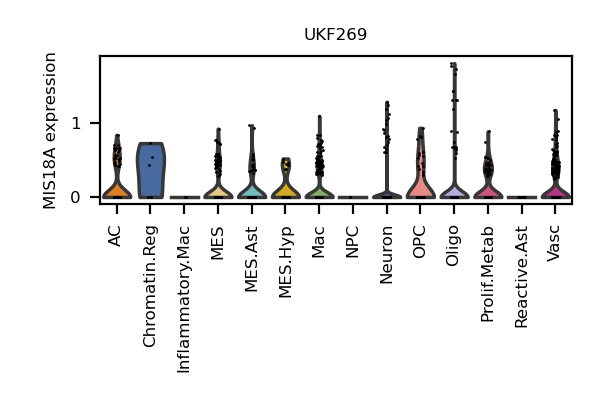 UKF269
MIS18A expression
1
0
AC
Chromatin.Reg
Inflammatory.Mac
MES
MES.Ast
MES.Hyp
Mac
NPC
Neuron
OPC
Oligo
Prolif.Metab
Reactive.Ast
Vasc